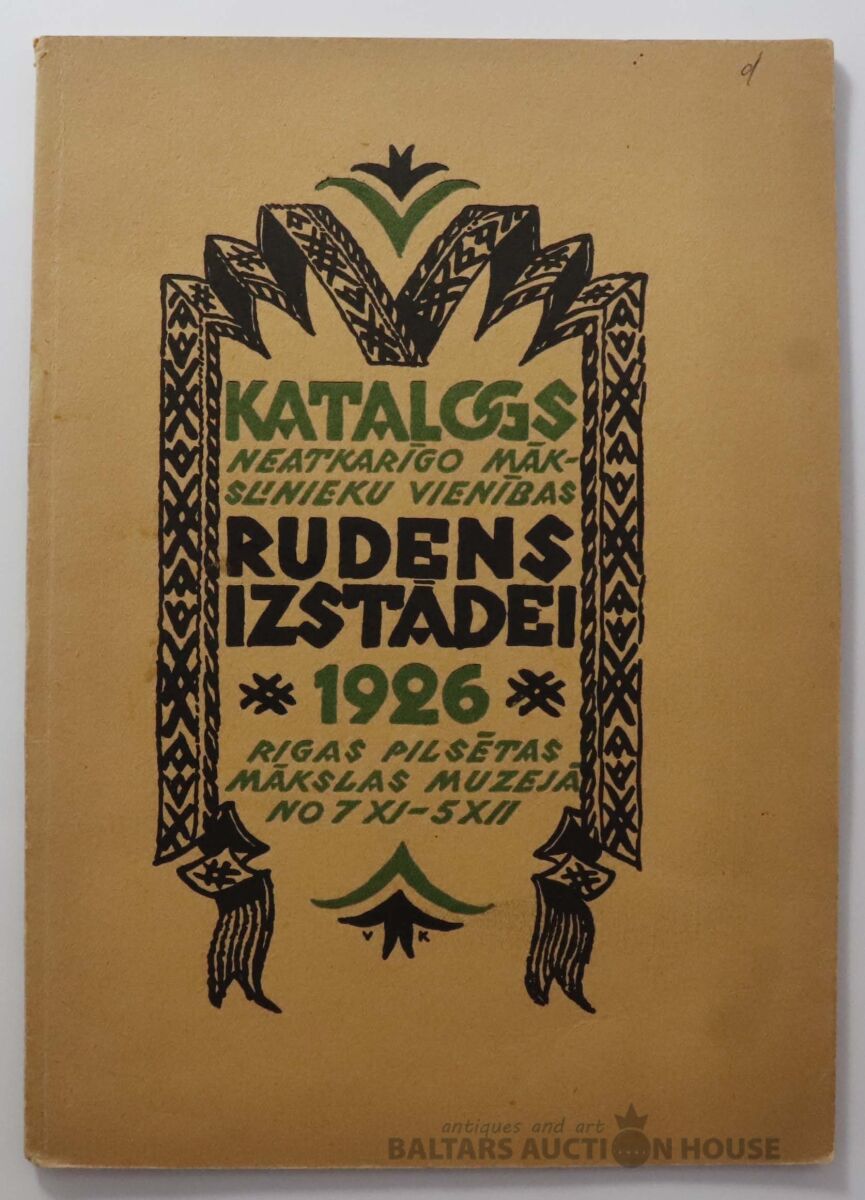 d
KATALOGS
NEATKARĪGO MĀK-
SLINIEKU VIENĪBAS
RUDENS
IZSTĀDEI
1926
RIGAS PILSĒTAS
MĀKSLAS MUZEJĀ
NO 7 XI-5 XII
V K
antiques and art
BALTARS AUCTION HOUSE